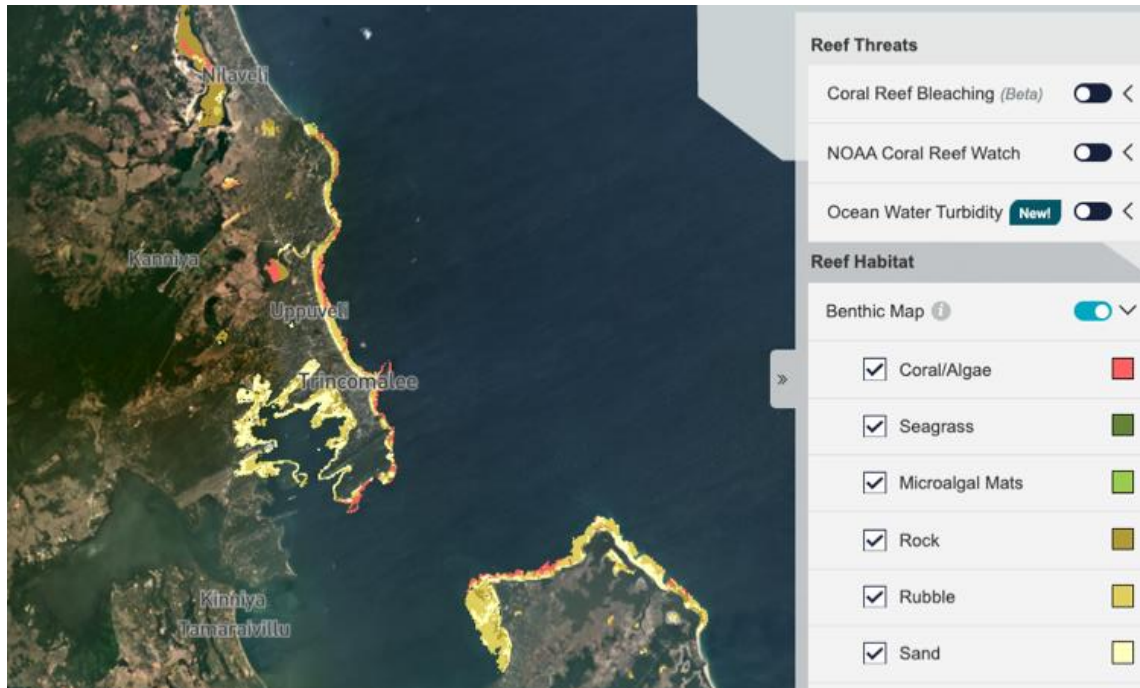 Nilaveli
Kanniya
Uppuveli
Trincomalee
Kinniya
Tamaraivillu
»
Reef Threats
Coral Reef Bleaching (Beta)
NOAA Coral Reef Watch
Ocean Water Turbidity New!
Reef Habitat
Benthic Map i
Coral/Algae
Seagrass
Microalgal Mats
Rock
Rubble
Sand